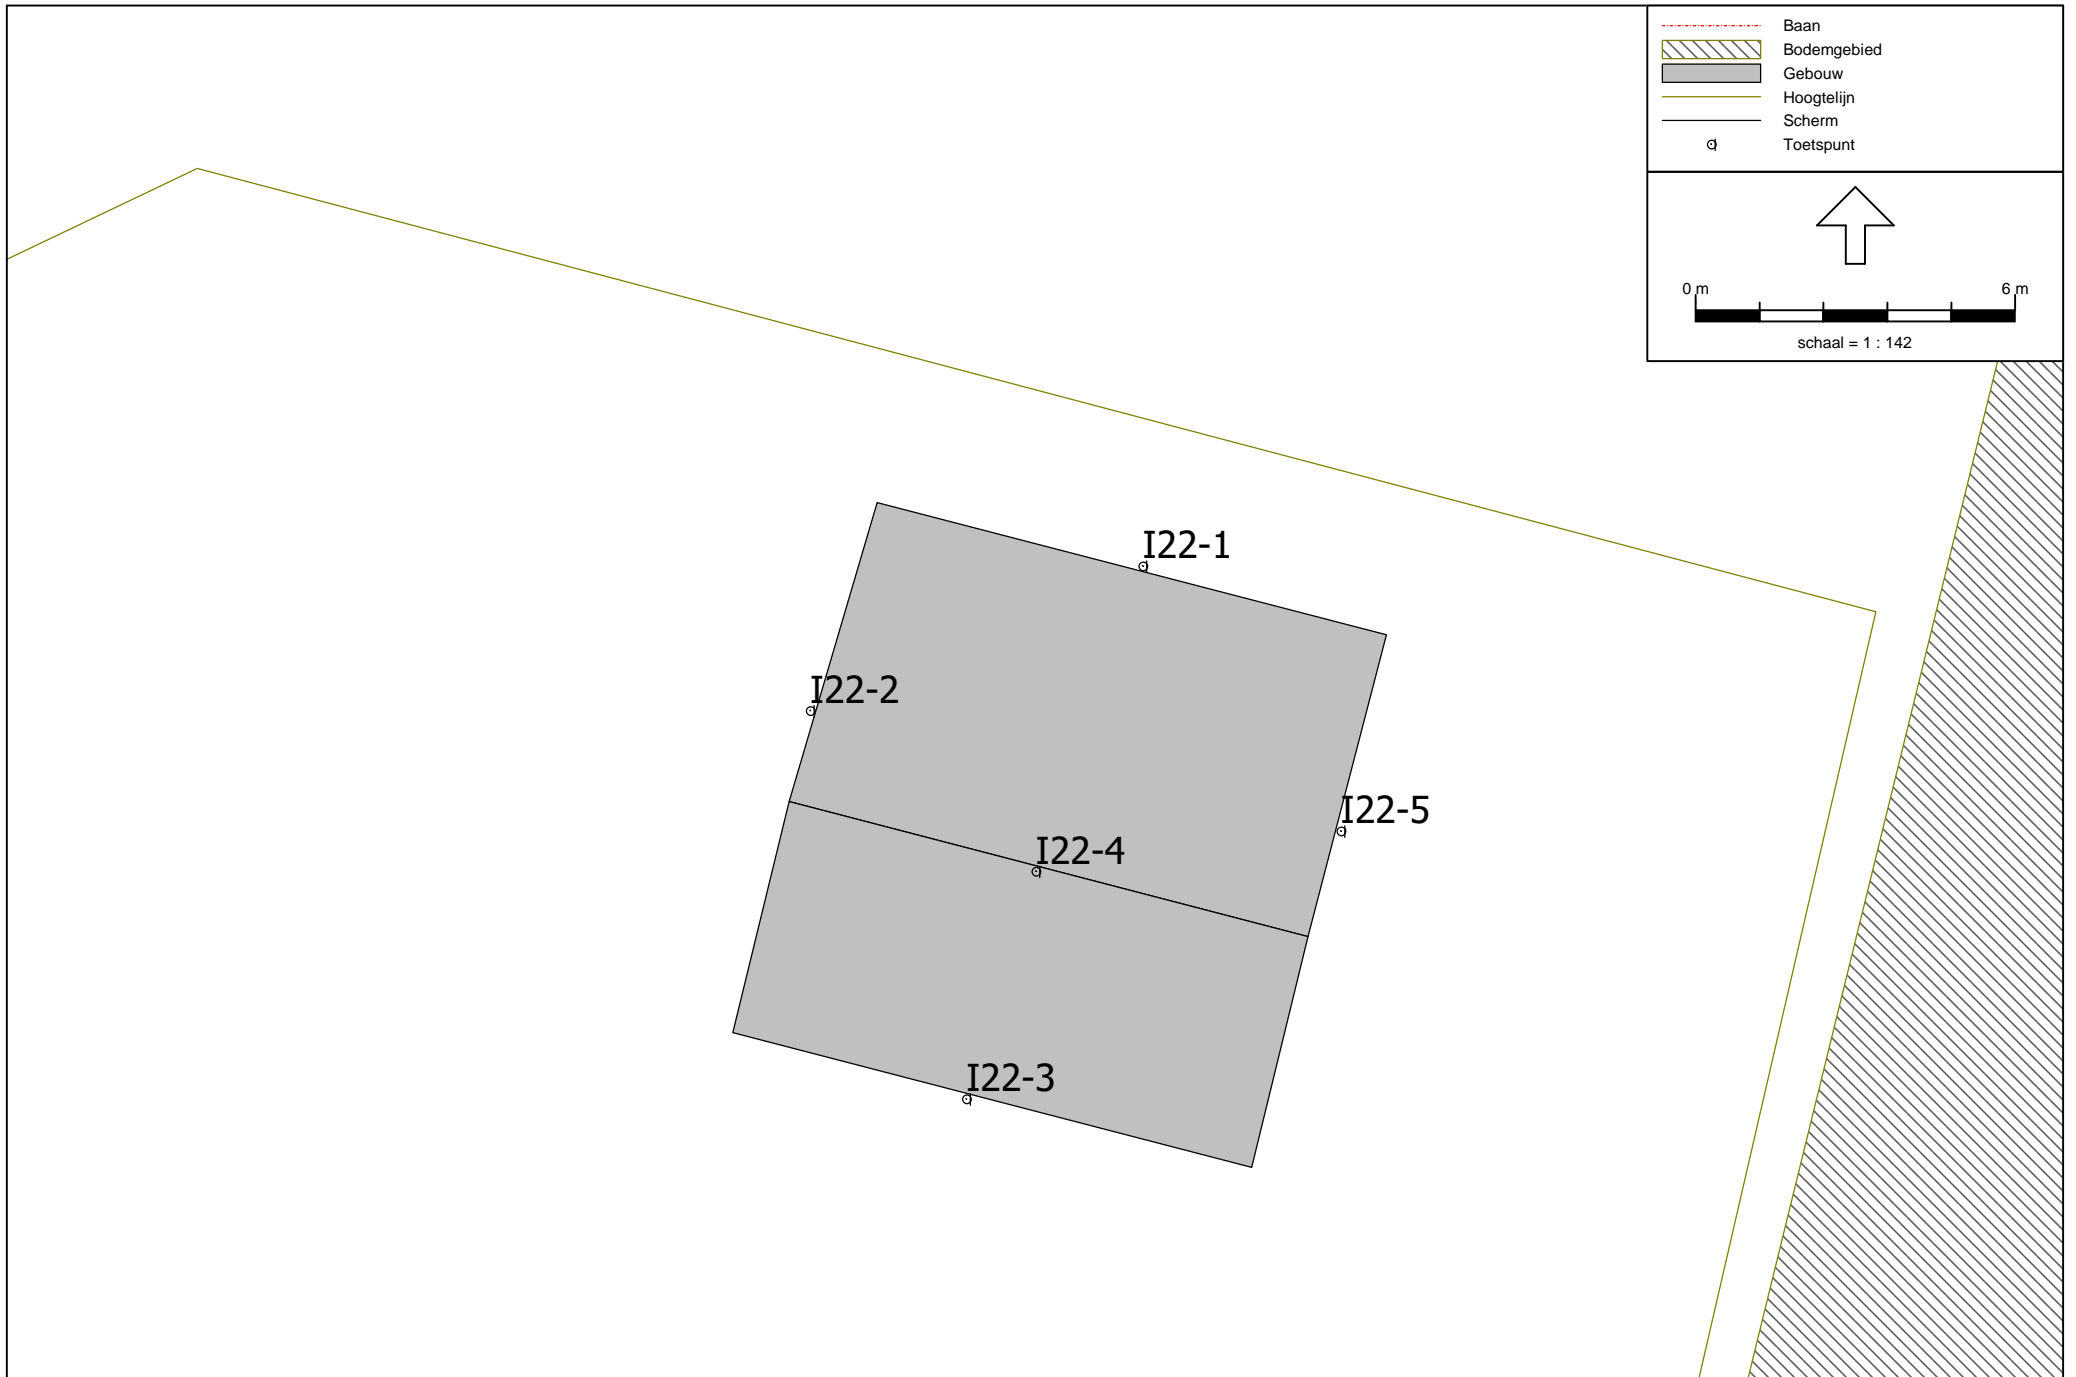 Baan
Bodemgebied
Gebouw
Hoogtelijn
Scherm
Toetspunt
0 m 6 m
schaal = 1 : 142
I22-1
I22-2
I22-5
I22-4
I22-3